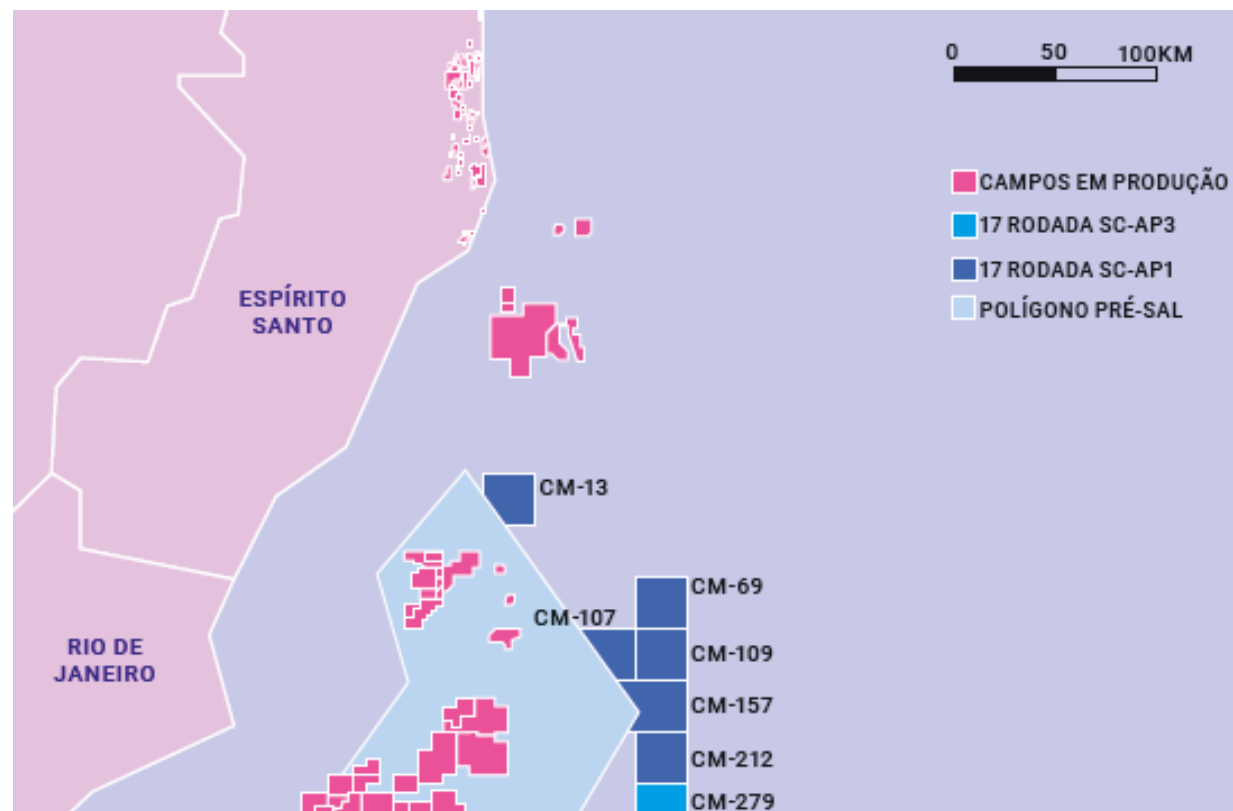 0 50 100KM
CAMPOS EM PRODUÇÃO
17 RODADA SC-AP3
17 RODADA SC-AP1
POLÍGONO PRÉ-SAL
ESPÍRITO
SANTO
CM-13
CM-69
CM-107
RIO DE
JANEIRO
CM-109
CM-157
CM-212
CM-279